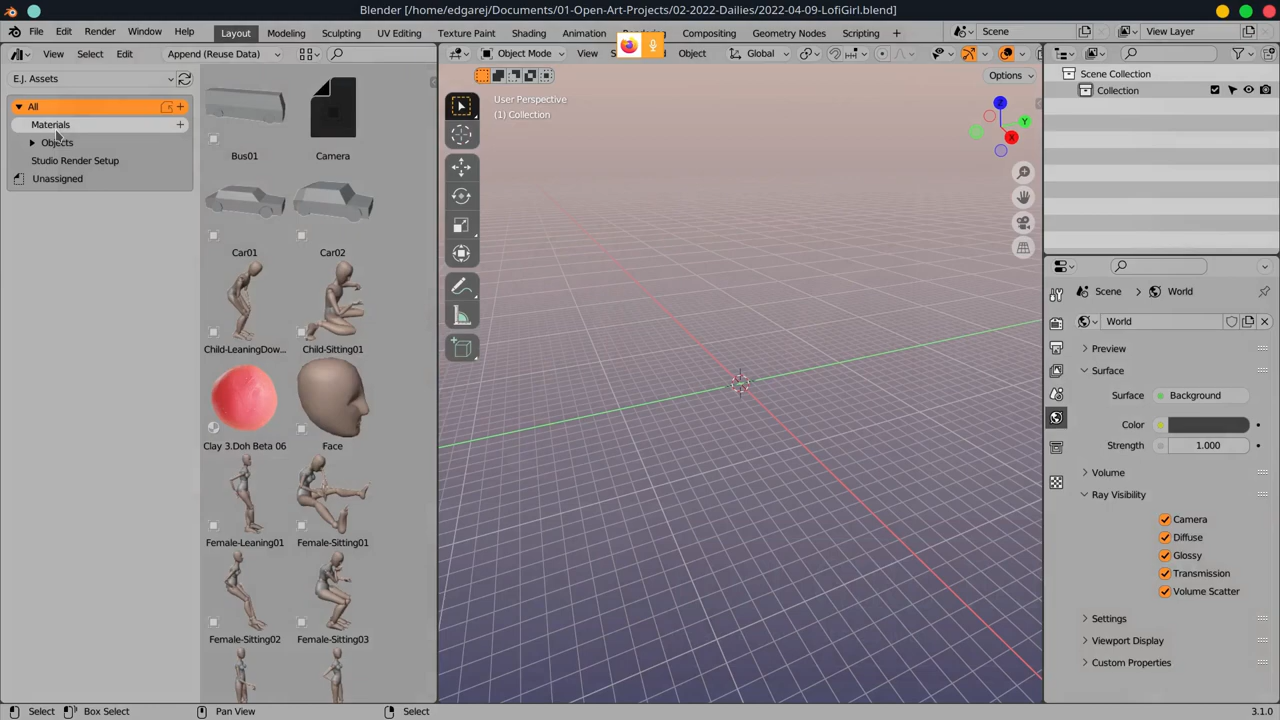 Blender [/home/edgarej/Documents/01-Open-Art-Projects/02-2022-Dailies/2022-04-09-LofiGirl.blend]
File Edit Render Window Help Layout Modeling Sculpting UV Editing Texture Paint Shading Animation Compositing Geometry Nodes Scripting + Scene View Layer
View Select Edit Append (Reuse Data) Object Mode View Object Global
E.J. Assets
Options
All
Materials
Objects
Studio Render Setup
Unassigned
Bus01 Camera
Car01 Car02
Child-LeaningDow... Child-Sitting01
Clay 3.Doh Beta 06 Face
Female-Leaning01 Female-Sitting01
Female-Sitting02 Female-Sitting03
User Perspective
(1) Collection
Z
Y
X
Scene Collection
Collection
Scene > World
World
Preview
Surface
Surface Background
Color
Strength 1.000
Volume
Ray Visibility
Camera
Diffuse
Glossy
Transmission
Volume Scatter
Settings
Viewport Display
Custom Properties
Select Box Select Pan View Select 3.1.0